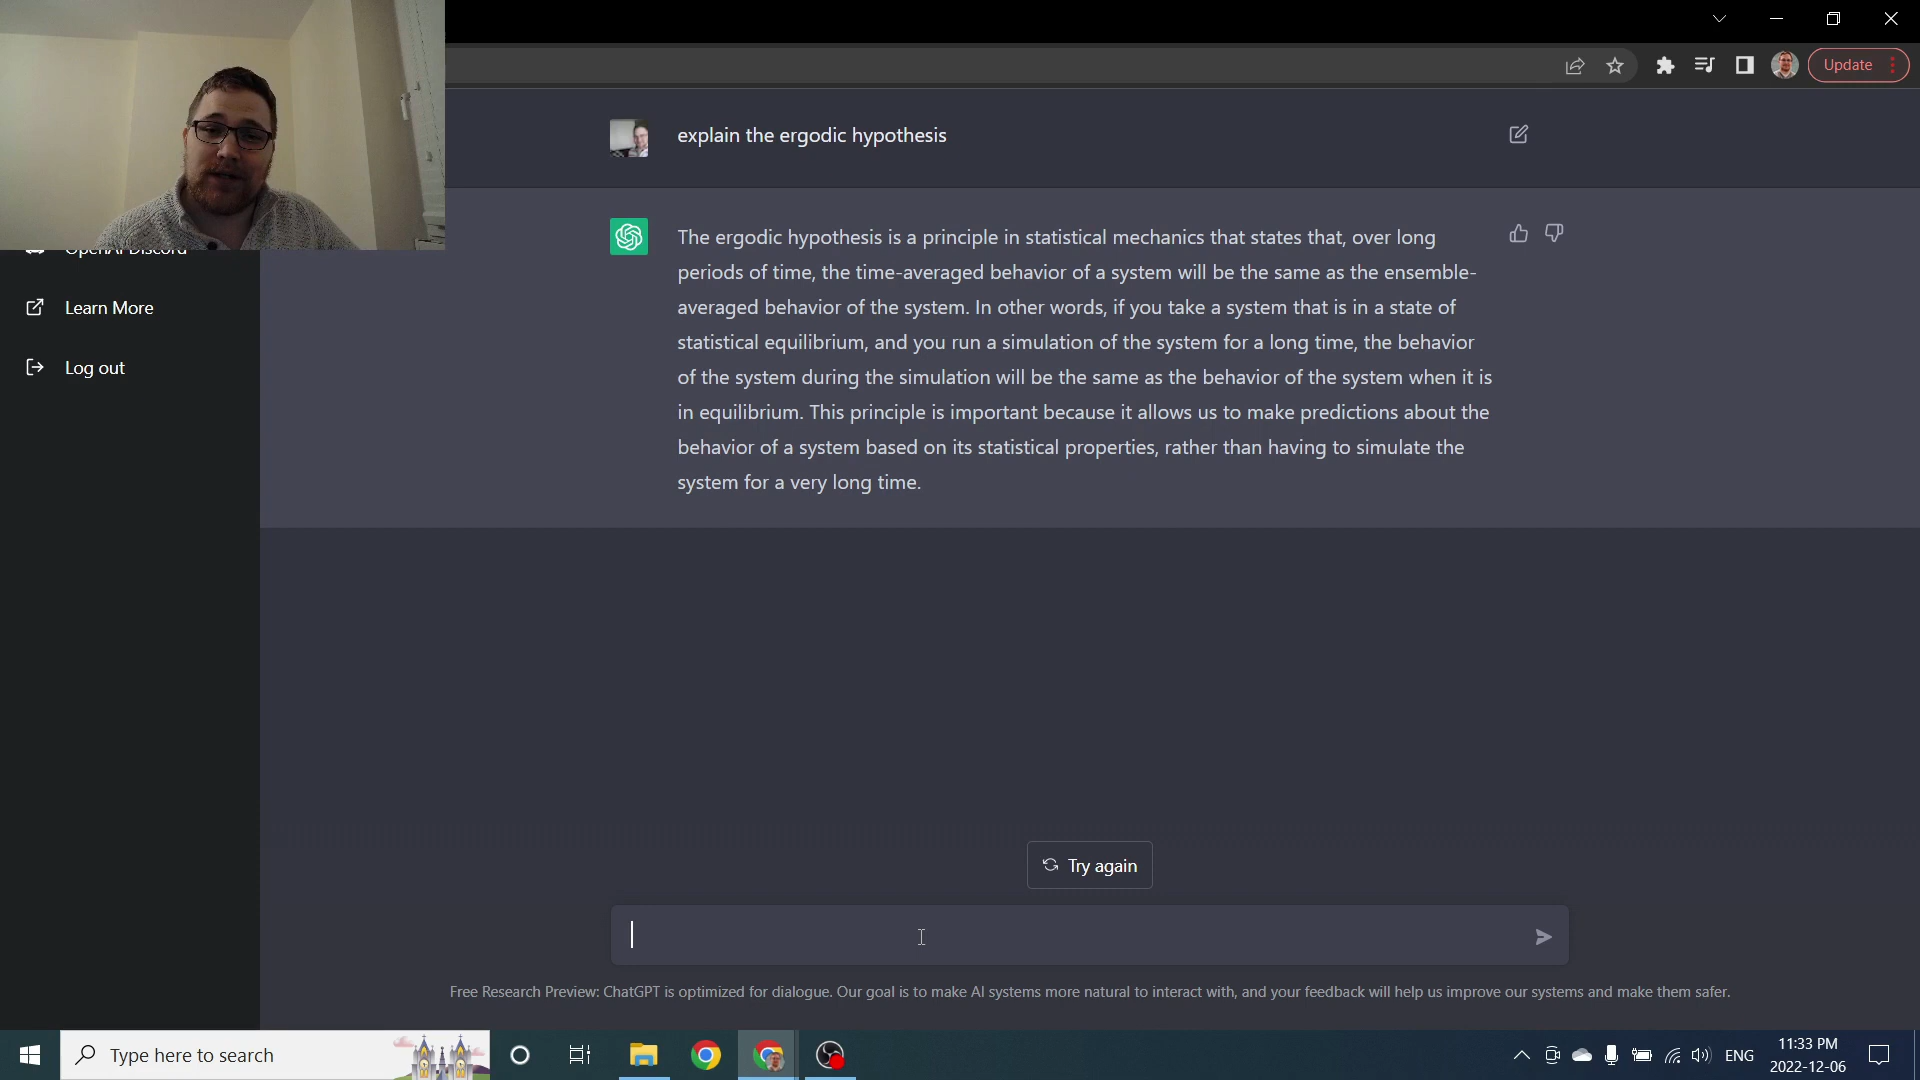 Update
explain the ergodic hypothesis
The ergodic hypothesis is a principle in statistical mechanics that states that, over long
periods of time, the time-averaged behavior of a system will be the same as the ensemble-
averaged behavior of the system. In other words, if you take a system that is in a state of
statistical equilibrium, and you run a simulation of the system for a long time, the behavior
of the system during the simulation will be the same as the behavior of the system when it is
in equilibrium. This principle is important because it allows us to make predictions about the
behavior of a system based on its statistical properties, rather than having to simulate the
system for a very long time.
OpenAI Discord
Learn More
Log out
Try again
Free Research Preview: ChatGPT is optimized for dialogue. Our goal is to make AI systems more natural to interact with, and your feedback will help us improve our systems and make them safer.
Type here to search
ENG
11:33 PM
2022-12-06